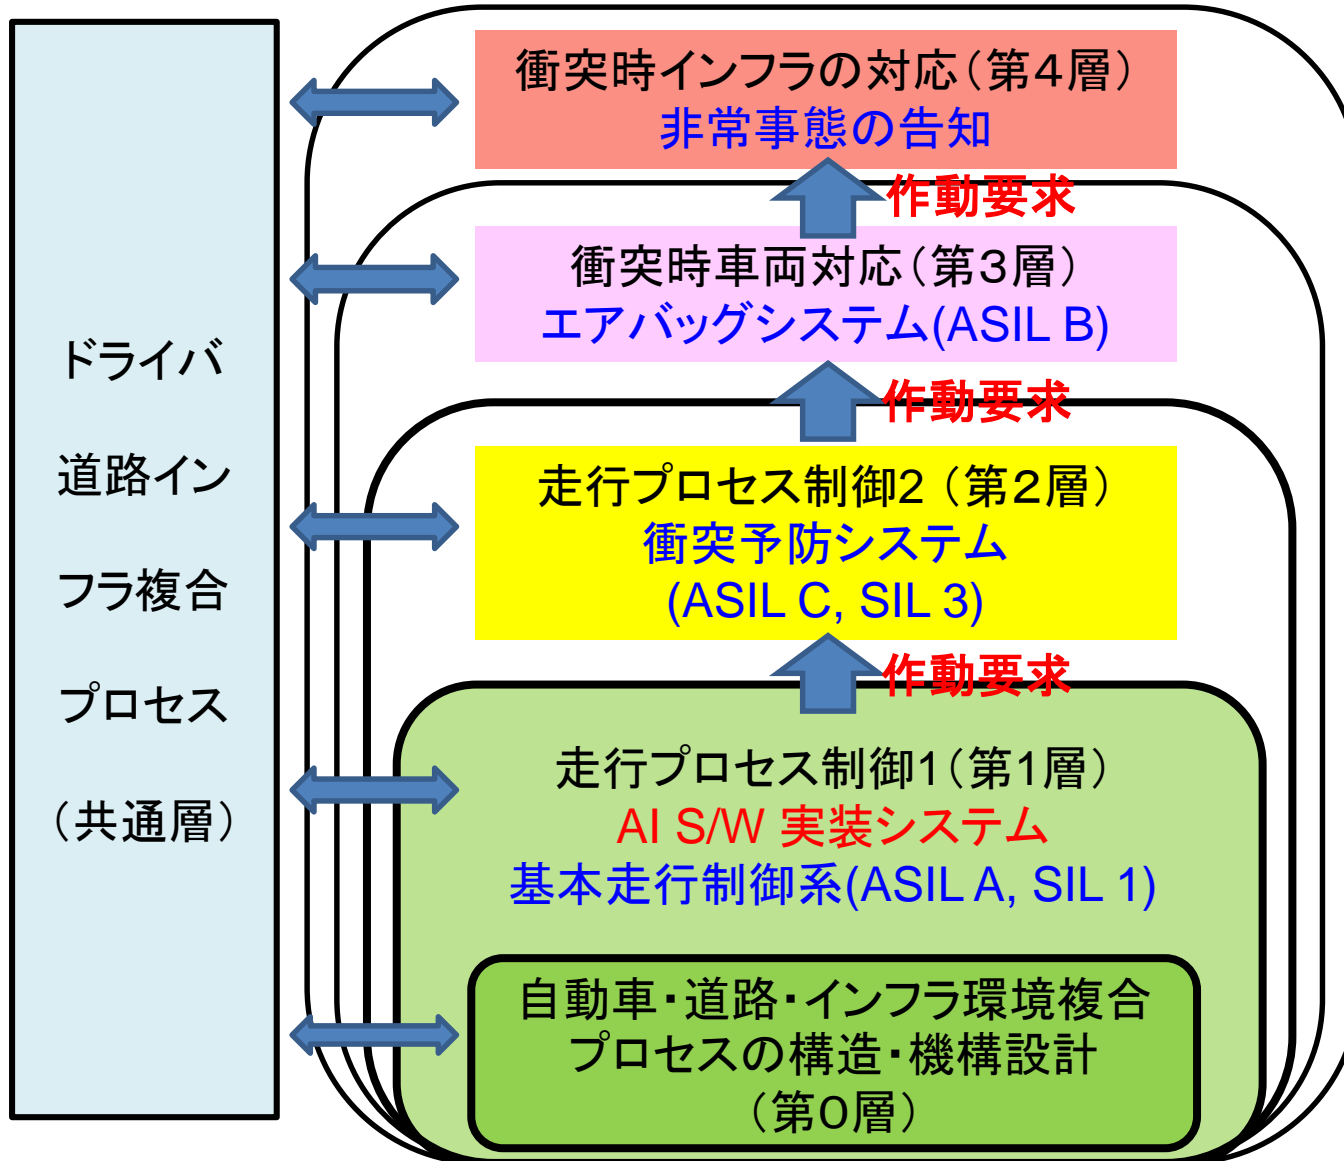 ドライバ
道路イン
フラ複合
プロセス
（共通層）
衝突時インフラの対応（第４層）
非常事態の告知
作動要求
衝突時車両対応（第３層）
エアバッグシステム(ASIL B)
作動要求
走行プロセス制御2（第２層）
衝突予防システム
(ASIL C, SIL 3)
作動要求
走行プロセス制御1（第１層）
AI S/W 実装システム
基本走行制御系(ASIL A, SIL 1)
自動車・道路・インフラ環境複合
プロセスの構造・機構設計
（第０層）